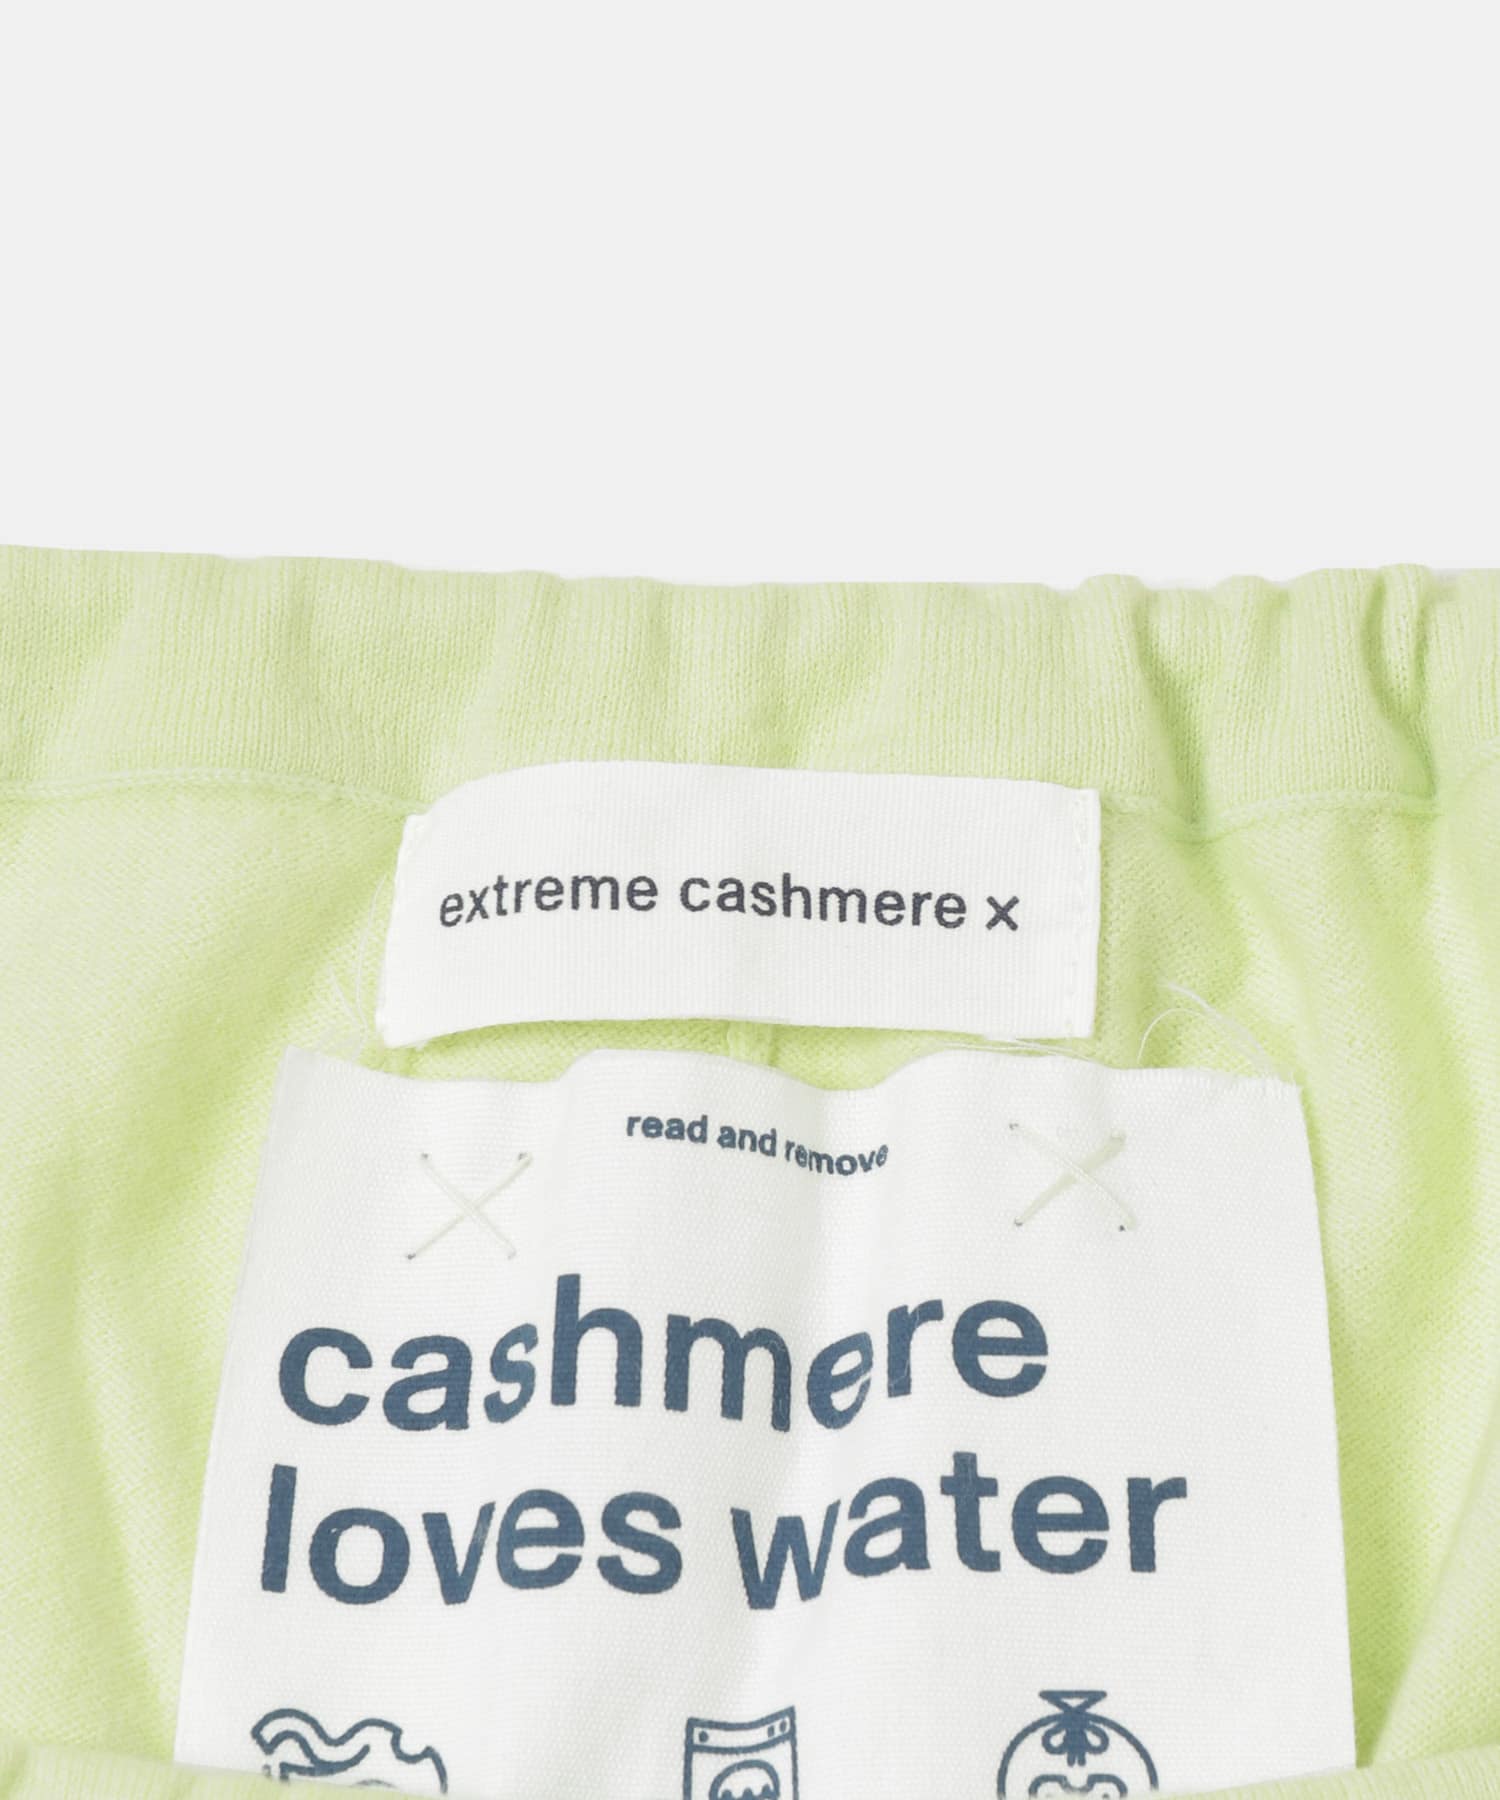 extreme cashmere ×
read and remove
cashmere
loves water